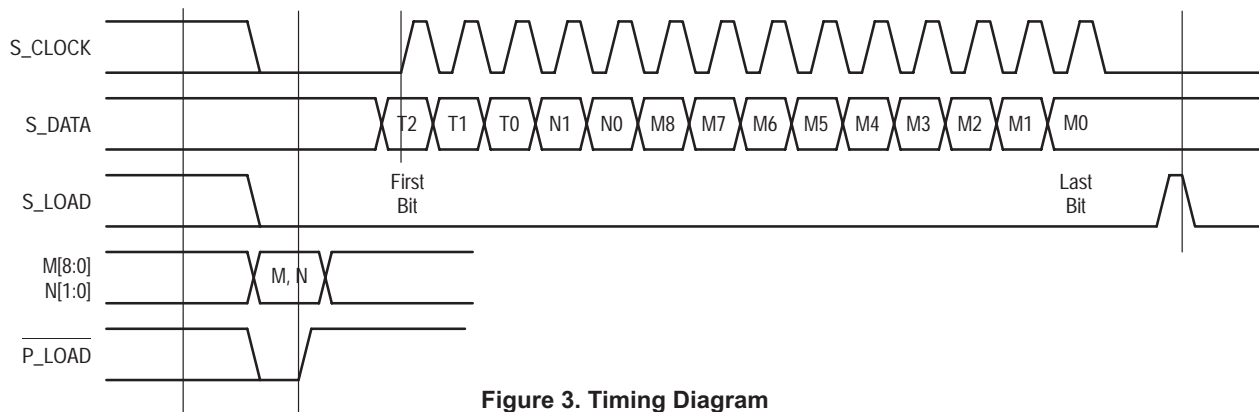 S_CLOCK
S_DATA
T2 T1 T0 N1 N0 M8 M7 M6 M5 M4 M3 M2 M1 M0
First
Bit
Last
Bit
S_LOAD
M[8:0]
N[1:0]
M, N
P_LOAD
Figure 3. Timing Diagram